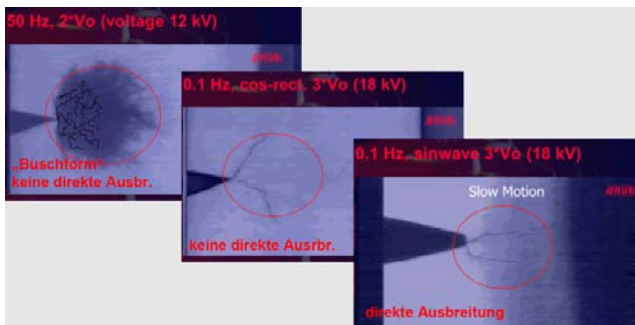 50 Hz, 2*Vo (voltage 12 kV)
„Buschform“:
keine direkte Ausbr.
0.1 Hz, cos-rect. 3*Vo (18 kV)
keine direkte Ausrbr.
0.1 Hz, sinwave 3*Vo (18 kV)
Slow Motion
direkte Ausbreitung